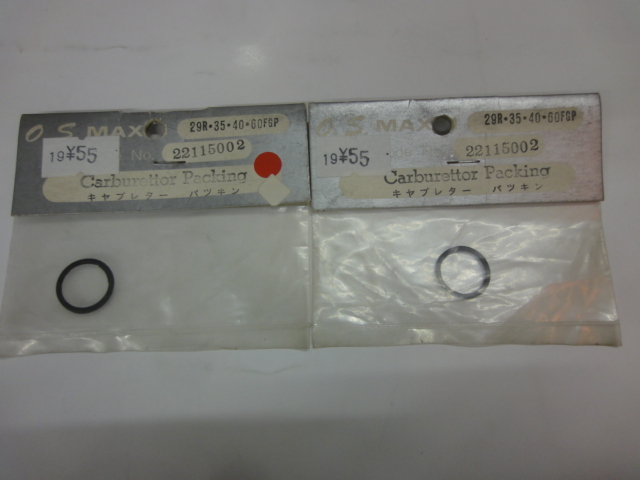 O.S. MAX
29R・35・40・60FGP
19¥55
No.
22115002
Carburettor Packing
キャブレター パツキン
O.S. MAX
29R・35・40・60FGP
19¥55
22115002
Carburettor Packing
キャブレター パツキン